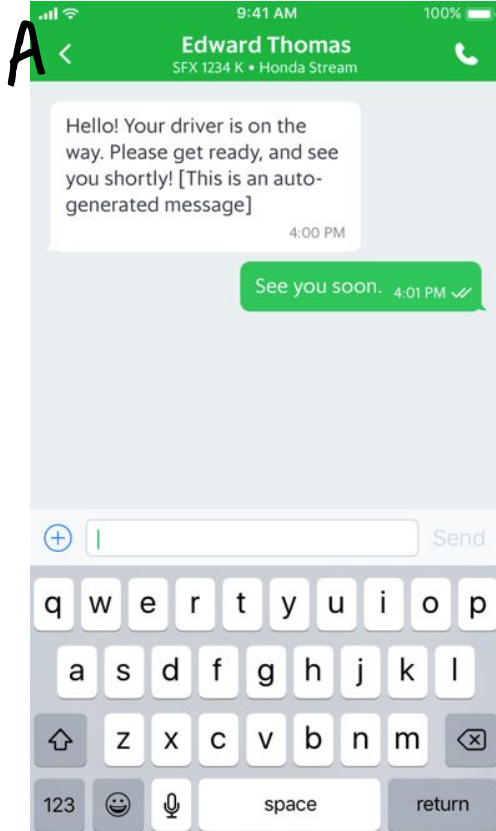 9:41 AM
100%
A
Edward Thomas
SFX 1234 K • Honda Stream
Hello! Your driver is on the
way. Please get ready, and see
you shortly! [This is an auto-
generated message]
4:00 PM
See you soon. 4:01 PM
Send
q w e r t y u i o p
a s d f g h j k l
z x c v b n m
123 space return